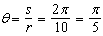 θ = s/r = 2π/10 = π/5